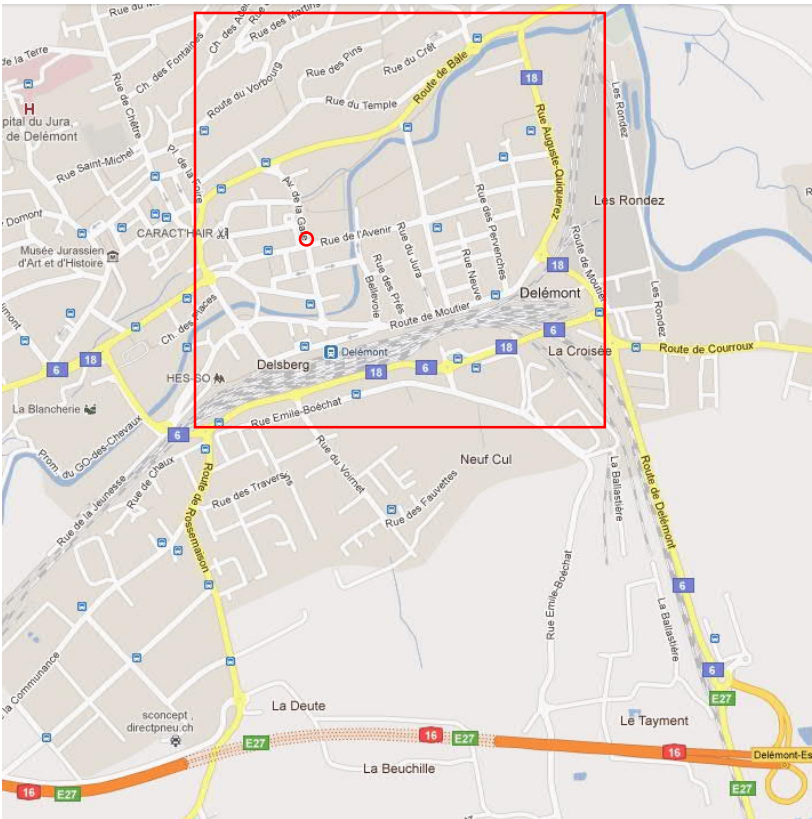 Rue du M
Rue des Martins
Ch. des Fontaines
Rue des Pins
de la Terre
Rue du Crêt
Route de Bâle
Route du Vorbourg
Rue de Chêtre
18
Les Rondez
H
pital du Jura,
de Delémont
Rue du Temple
Rue Auguste-Quiquerez
Pl. de la Foire
Rue Saint-Michel
Av. de la Gare
Rue des Pervenches
Les Rondez
Domont
CARACT'HAIR
Rue de l'Avenir
Rue du Jura
Route de Moutier
Musée Jurassien
d'Art et d'Histoire
Rue Neuve
18
Rue des Prés
Bellevoie
Delémont
Les Rondez
Ch. des Places
Route de Moutier
6
18
Delémont
18
La Croisée
Route de Courroux
6
Delsberg
18
6
HES-SO
La Blancherie
Rue Emile-Boéchat
6
Prom. du GO-des-Chevaux
Neuf Cul
Rue de Chaux
Rue du Voirnet
La Ballastière
Route de Delémont
Rue de la Jeunesse
Route de Rossemaison
Rue des Traversins
Rue des Fauvettes
Rue Emile-Boéchat
6
La Ballastière
la Communance
6
E27
La Deute
sconcept,
directpneu.ch
Le Tayment
16
E27
E27
16
Delémont-Es
La Beuchille
16
E27
E27